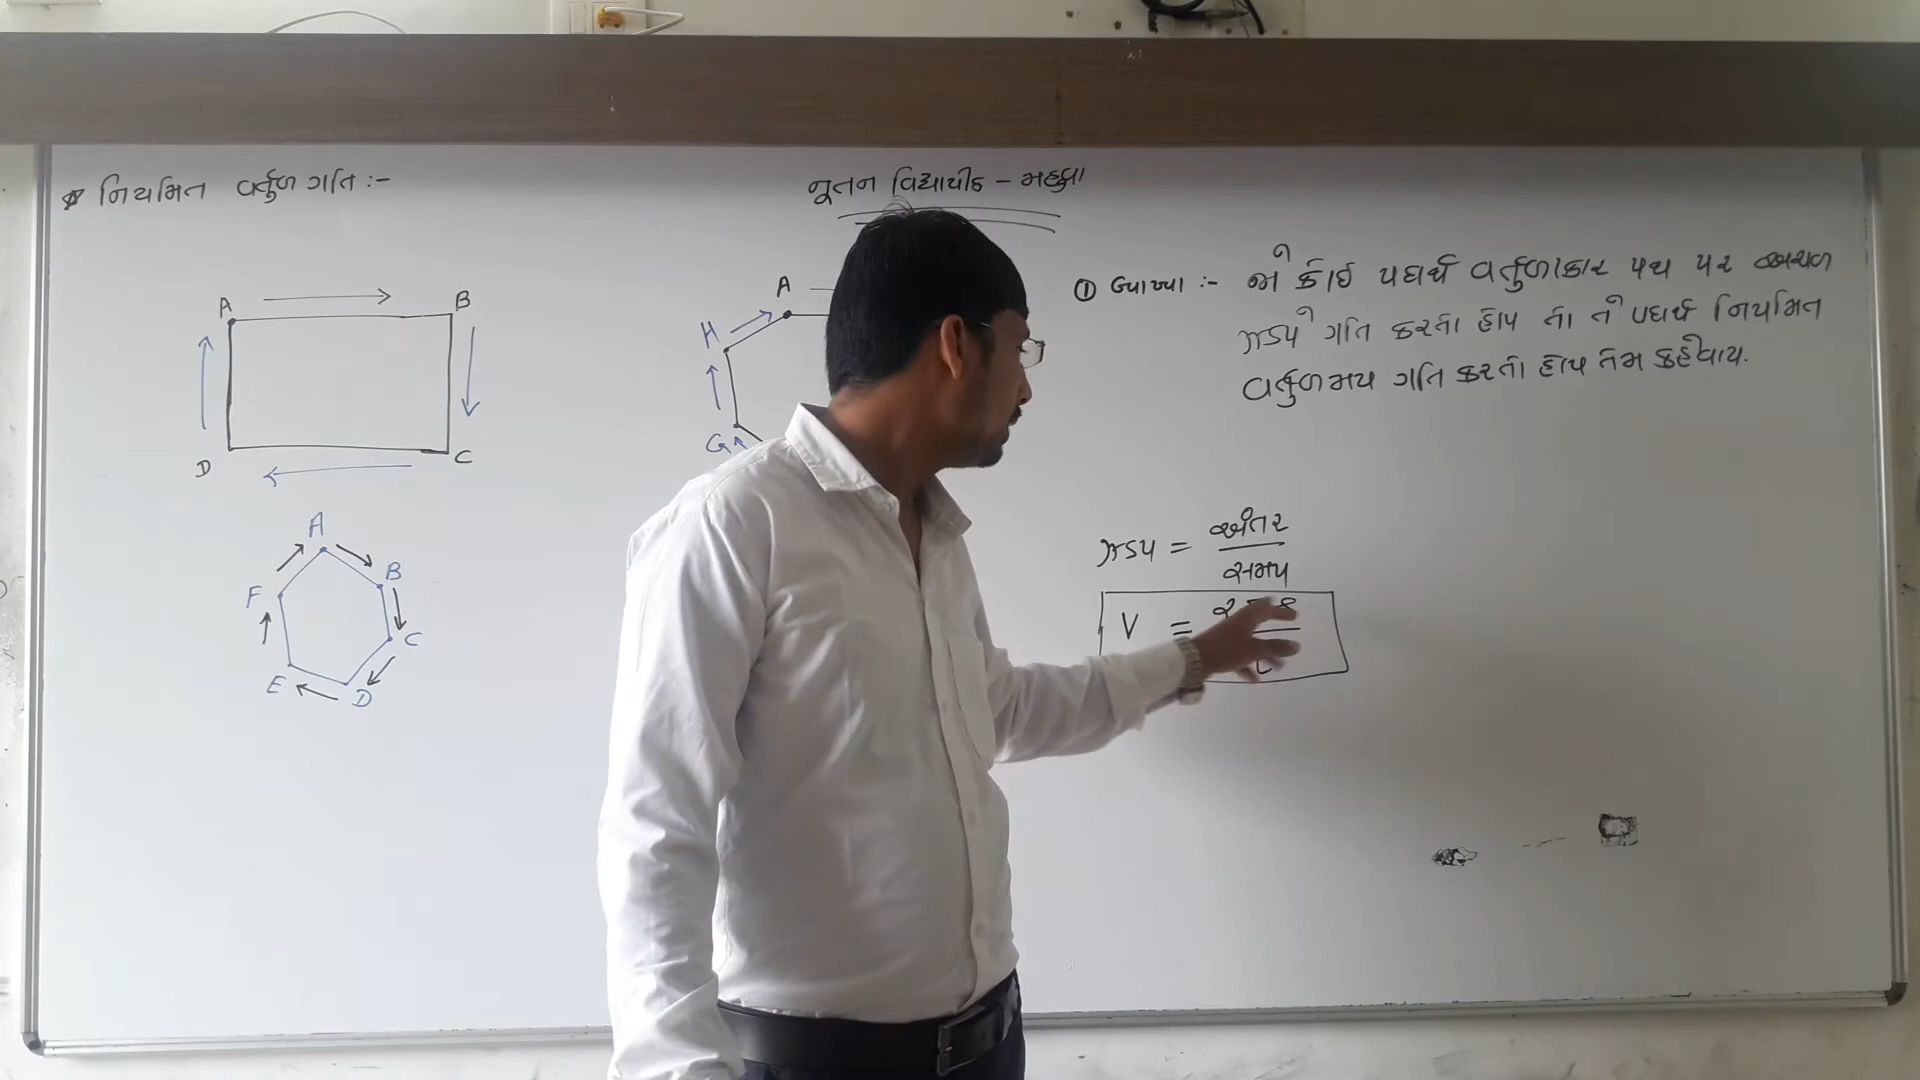 નિયમિત વર્તુળ ગતિ :-
નૂતન વિદ્યાપીઠ - મહુવા
A
B
C
D
A
B
C
D
E
F
A
H
G
① વ્યાખ્યા :- જો કોઈ પદાર્થ વર્તુળાકાર પથ પર અચળ
ઝડપે ગતિ કરતો હોય તો તે પદાર્થ નિયમિત
વર્તુળમય ગતિ કરતો હોય તેમ કહેવાય.
ઝડપ = અંતર
સમય
V =